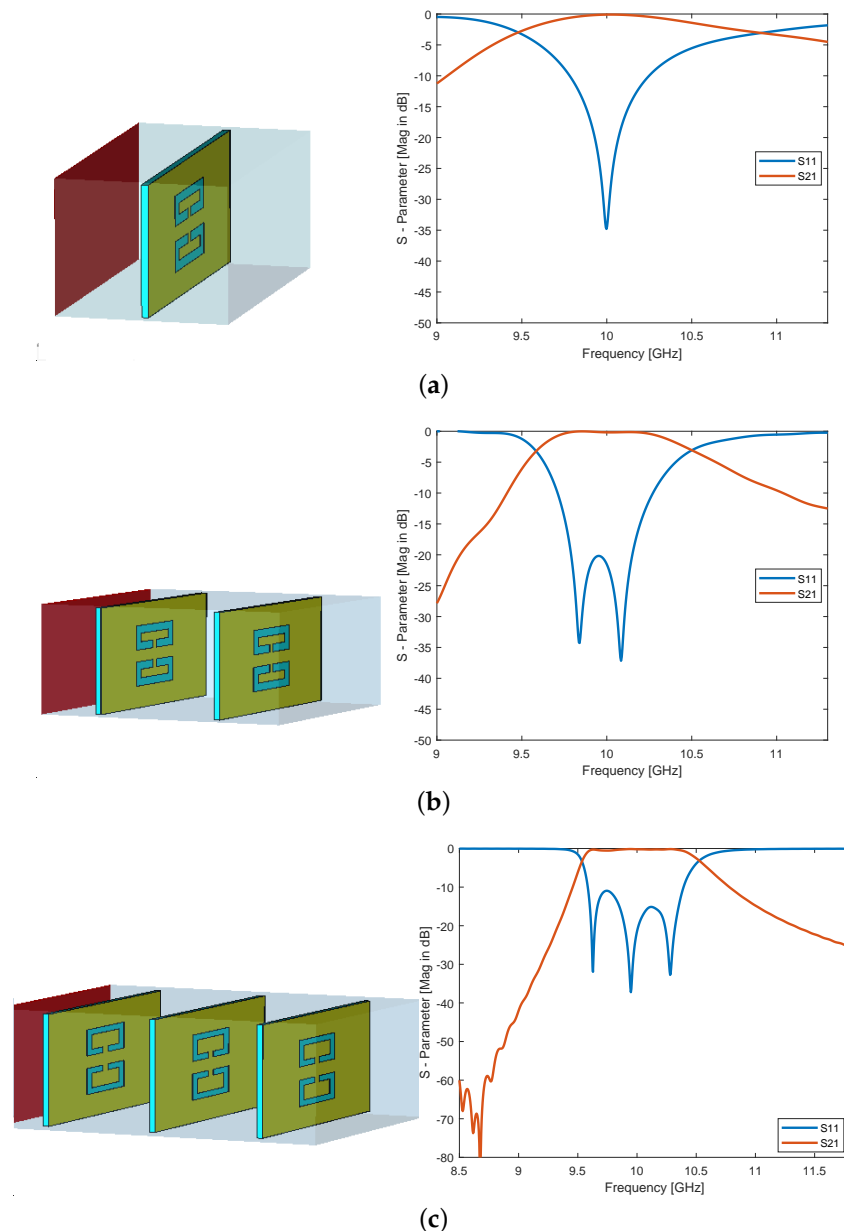 0
-5
-10
-15
-20
-25
-30
-35
-40
-45
-50
S - Parameter [Mag in dB]
S11
S21
9 9.5 10 10.5 11
Frequency [GHz]
(a)
0
-5
-10
-15
-20
-25
-30
-35
-40
-45
-50
S - Parameter [Mag in dB]
S11
S21
9 9.5 10 10.5 11
Frequency [GHz]
(b)
0
-10
-20
-30
-40
-50
-60
-70
-80
S - Parameter [Mag in dB]
S11
S21
8.5 9 9.5 10 10.5 11 11.5
Frequency [GHz]
(c)